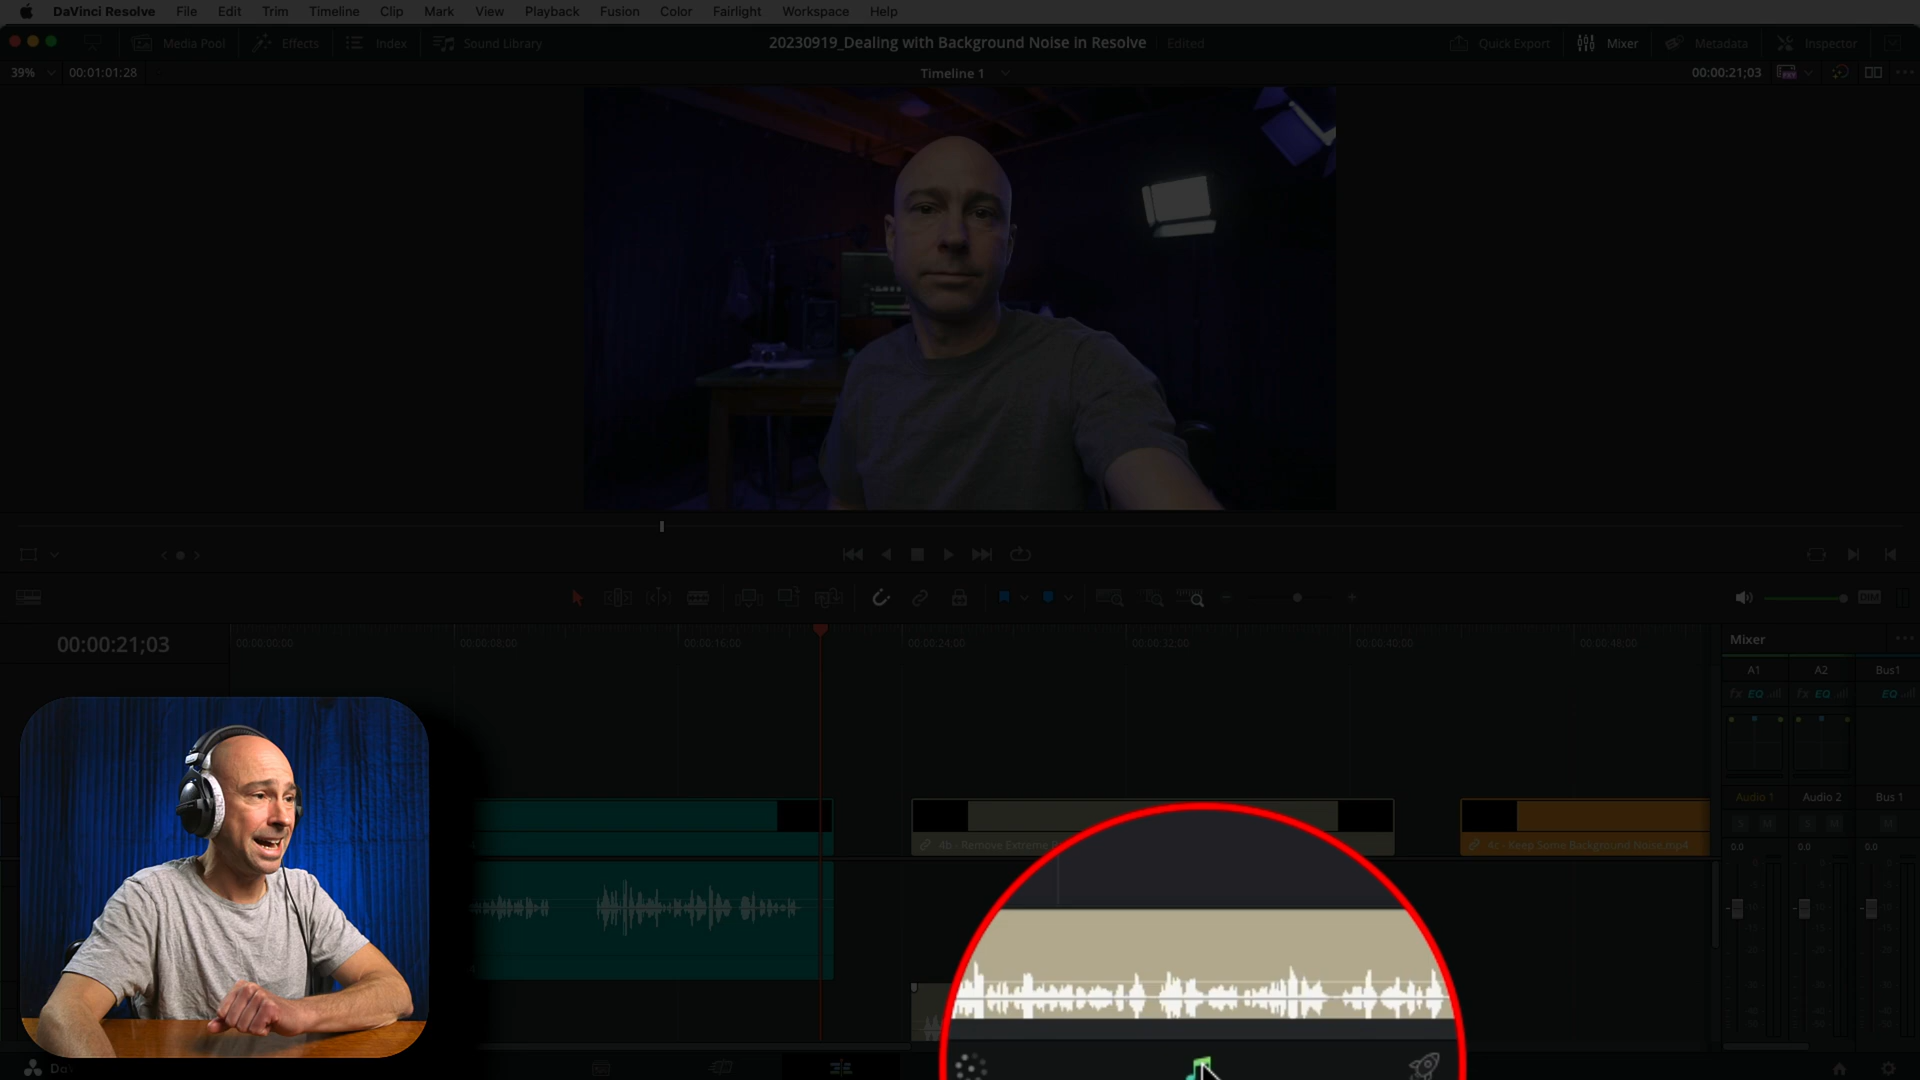 DaVinci Resolve File Edit Trim Timeline Clip Mark View Playback Fusion Color Fairlight Workspace Help
Media Pool Effects Index Sound Library 20230919_Dealing with Background Noise in Resolve Edited Quick Export Mixer Metadata Inspector
39% 00:01:01:28 Timeline 1 00:00:21;03
DIM
00:00:21;03 00:00:00;00 00:00:08;00 00:00:16;00 00:00:24;00 00:00:32;00 00:00:40;00 00:00:48;00 Mixer
A1 A2 Bus1
fx EQ fx EQ EQ
Audio 1 Audio 2 Bus 1
S M S M M
4b - Remove Extreme 4c - Keep Some Background Noise.mp4 0.0 0.0 0.0